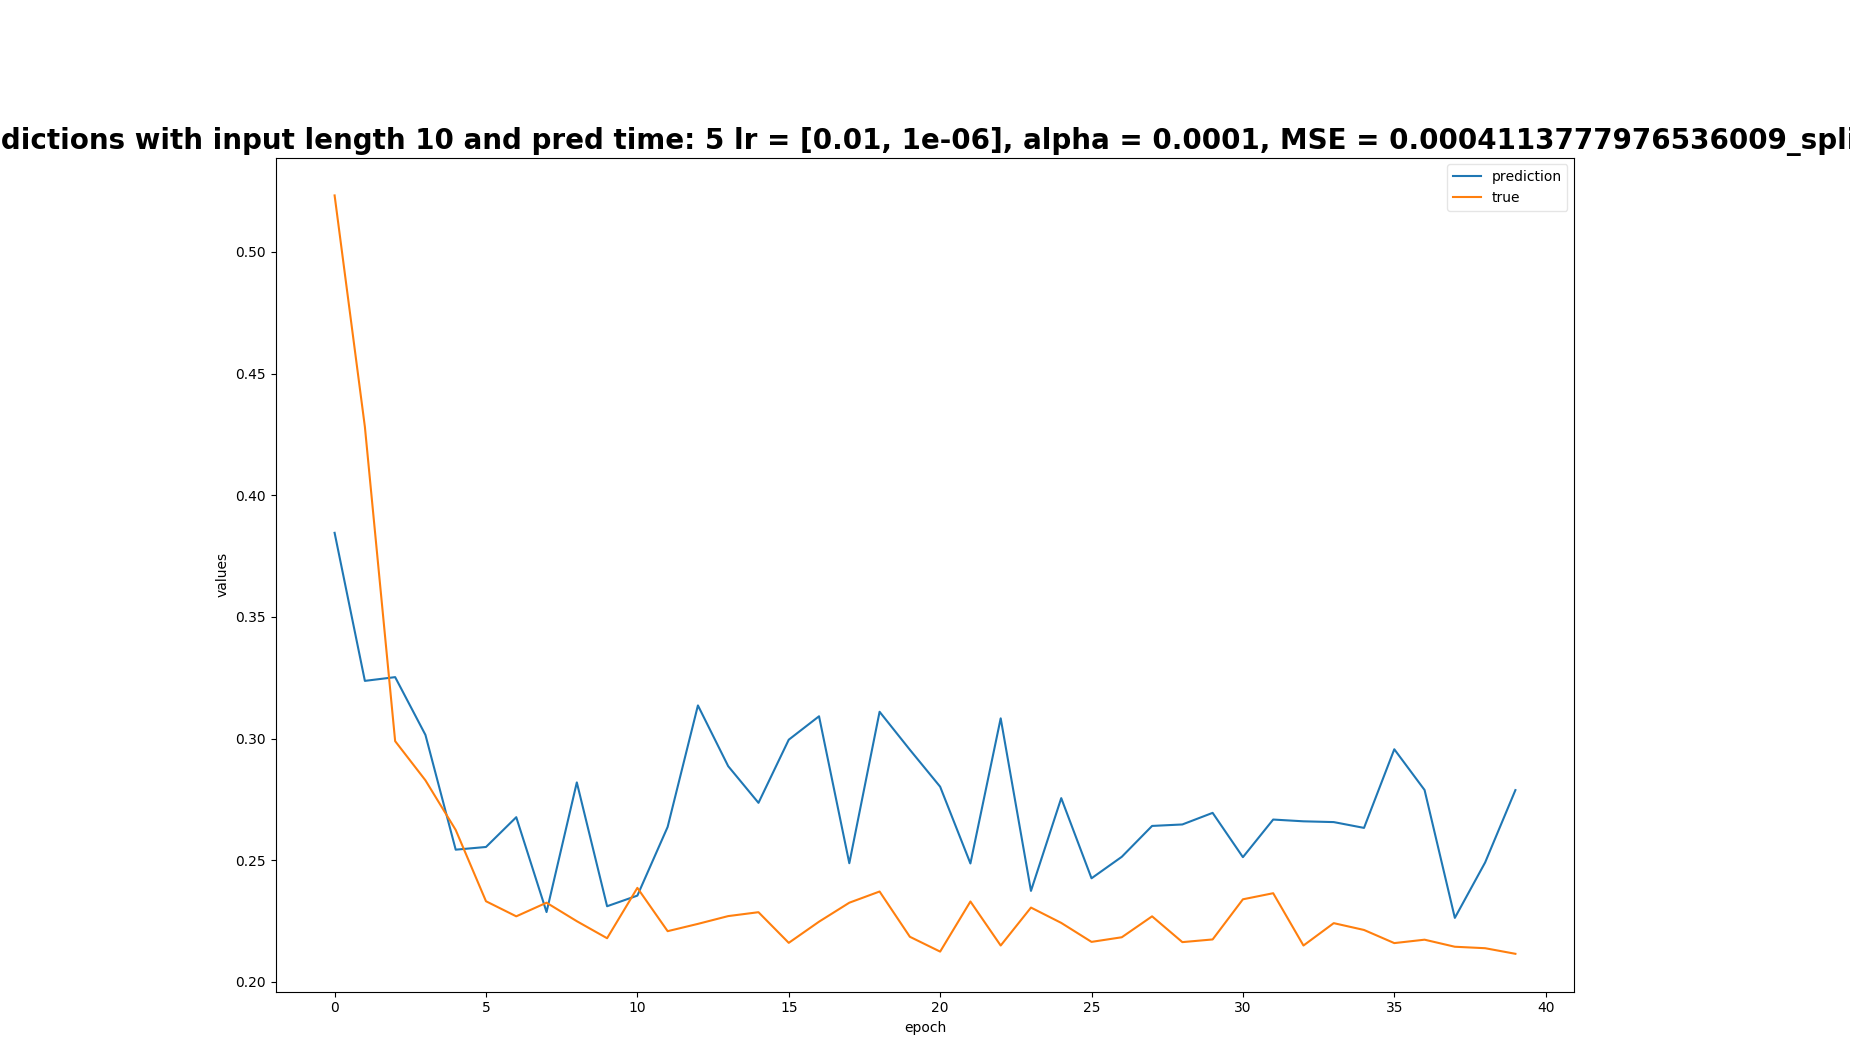 dictions with input length 10 and pred time: 5 lr = [0.01, 1e-06], alpha = 0.0001, MSE = 0.0004113777976536009_spli
prediction
true
0.50
0.45
0.40
0.35
0.30
0.25
0.20
values
0 5 10 15 20 25 30 35 40
epoch